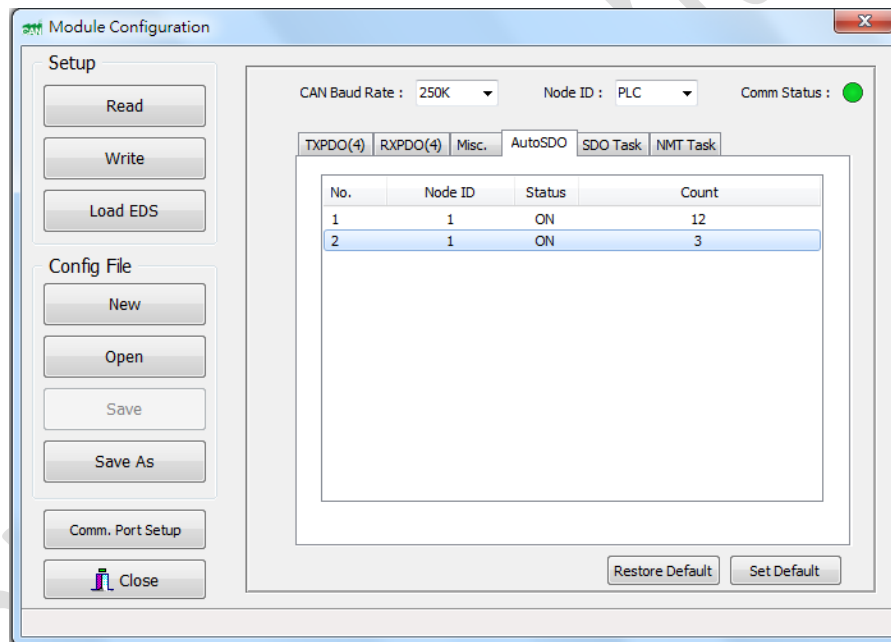 Module Configuration
Setup
Read
Write
Load EDS
Config File
New
Open
Save
Save As
Comm. Port Setup
Close
CAN Baud Rate : 250K Node ID : PLC Comm Status :
TXPDO(4) RXPDO(4) Misc. AutoSDO SDO Task NMT Task
No. Node ID Status Count
1 1 ON 12
2 1 ON 3
Restore Default Set Default